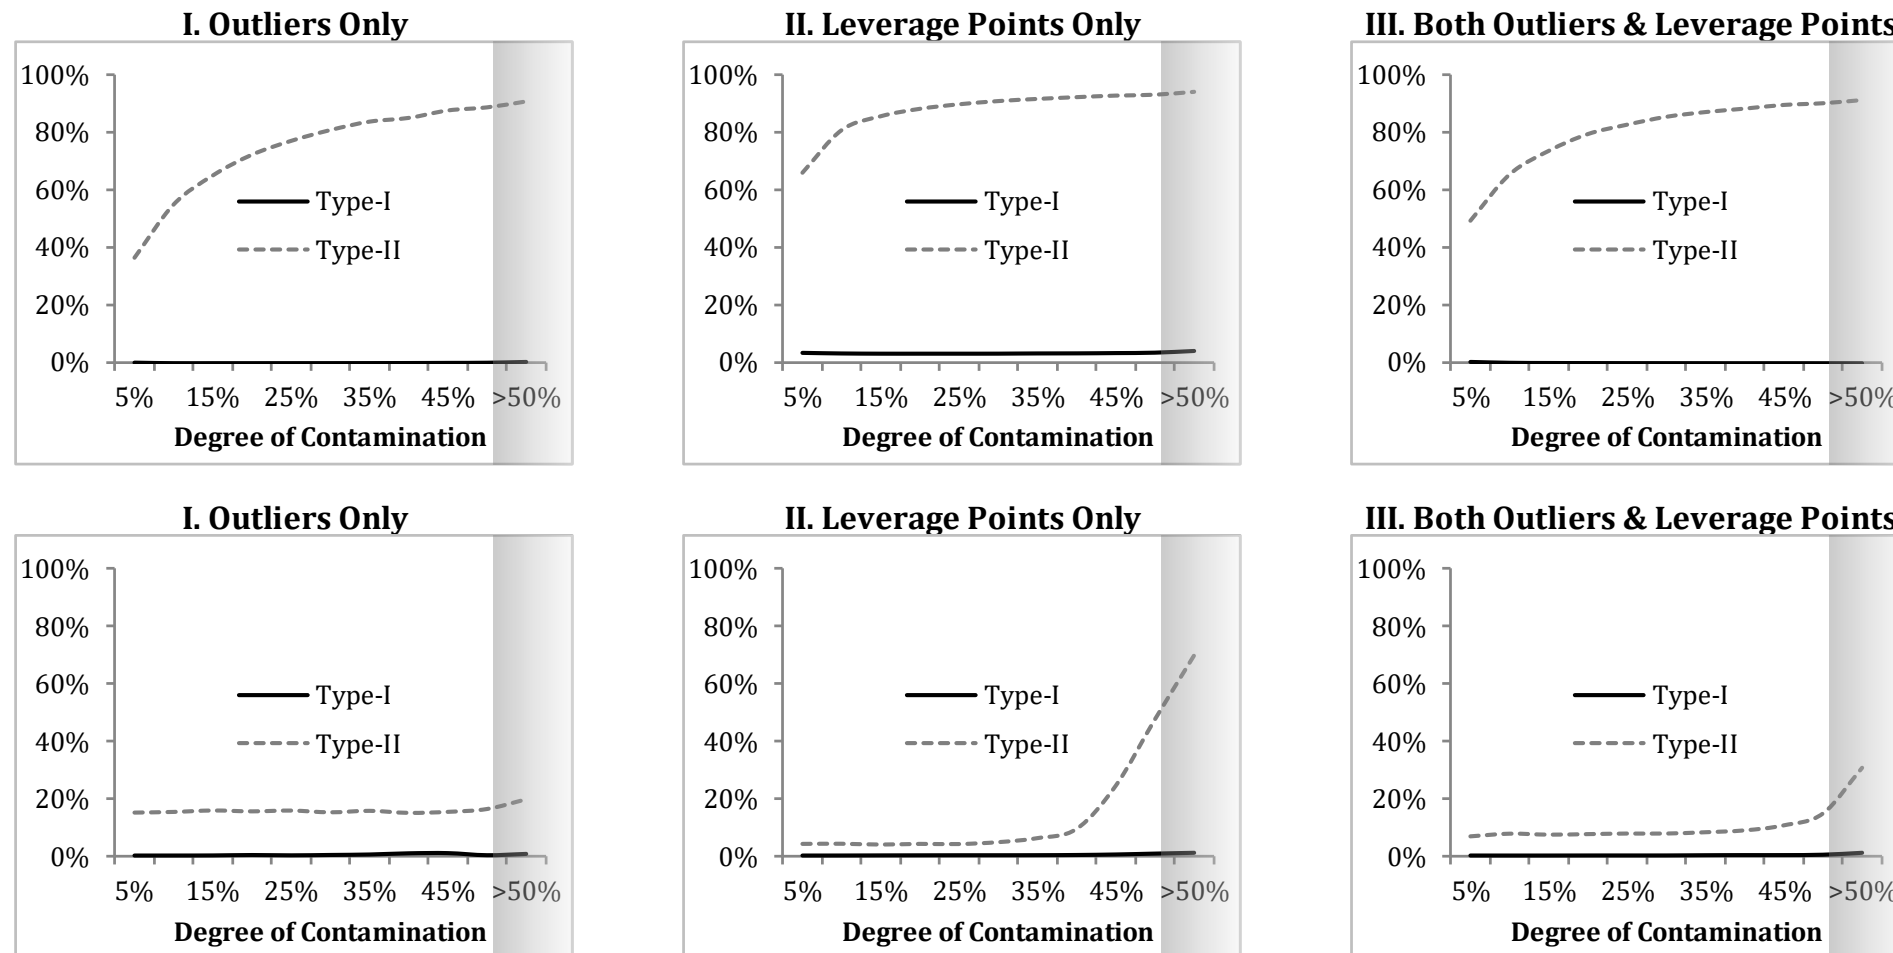 I. Outliers Only
100%
80%
60%
40%
20%
0%
Type-I
Type-II
5% 15% 25% 35% 45% >50%
Degree of Contamination
II. Leverage Points Only
100%
80%
60%
40%
20%
0%
Type-I
Type-II
5% 15% 25% 35% 45% >50%
Degree of Contamination
III. Both Outliers & Leverage Points
100%
80%
60%
40%
20%
0%
Type-I
Type-II
5% 15% 25% 35% 45% >50%
Degree of Contamination
I. Outliers Only
100%
80%
60%
40%
20%
0%
Type-I
Type-II
5% 15% 25% 35% 45% >50%
Degree of Contamination
II. Leverage Points Only
100%
80%
60%
40%
20%
0%
Type-I
Type-II
5% 15% 25% 35% 45% >50%
Degree of Contamination
III. Both Outliers & Leverage Points
100%
80%
60%
40%
20%
0%
Type-I
Type-II
5% 15% 25% 35% 45% >50%
Degree of Contamination